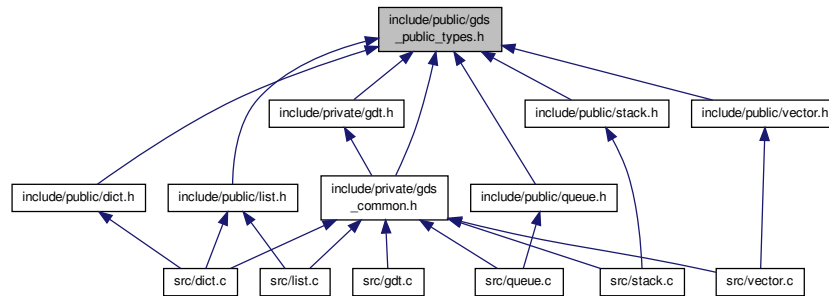 include/public/gds
_public_types.h
include/private/gdt.h
include/public/stack.h
include/public/vector.h
include/public/dict.h
include/public/list.h
include/private/gds
_common.h
include/public/queue.h
src/dict.c
src/list.c
src/gdt.c
src/queue.c
src/stack.c
src/vector.c